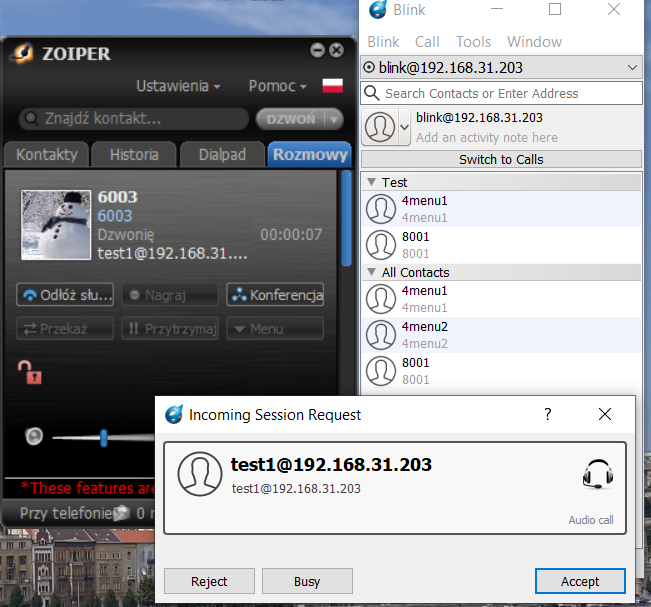 Blink
Blink Call Tools Window
blink@192.168.31.203
Search Contacts or Enter Address
blink@192.168.31.203
Add an activity note here
Switch to Calls
Test
4menu1
4menu1
8001
8001
All Contacts
4menu1
4menu1
4menu2
4menu2
8001
8001
ZOIPER
Ustawienia Pomoc
Znajdź kontakt... DZWOŃ
Kontakty Historia Dialpad Rozmowy
6003
6003
Dzwonię 00:00:07
test1@192.168.31....
Odłóż słu... Nagraj Konferencja
Przekaż Przytrzymaj Menu
*These features are
Przy telefonie 0
Incoming Session Request ?
test1@192.168.31.203
test1@192.168.31.203
Audio call
Reject Busy Accept